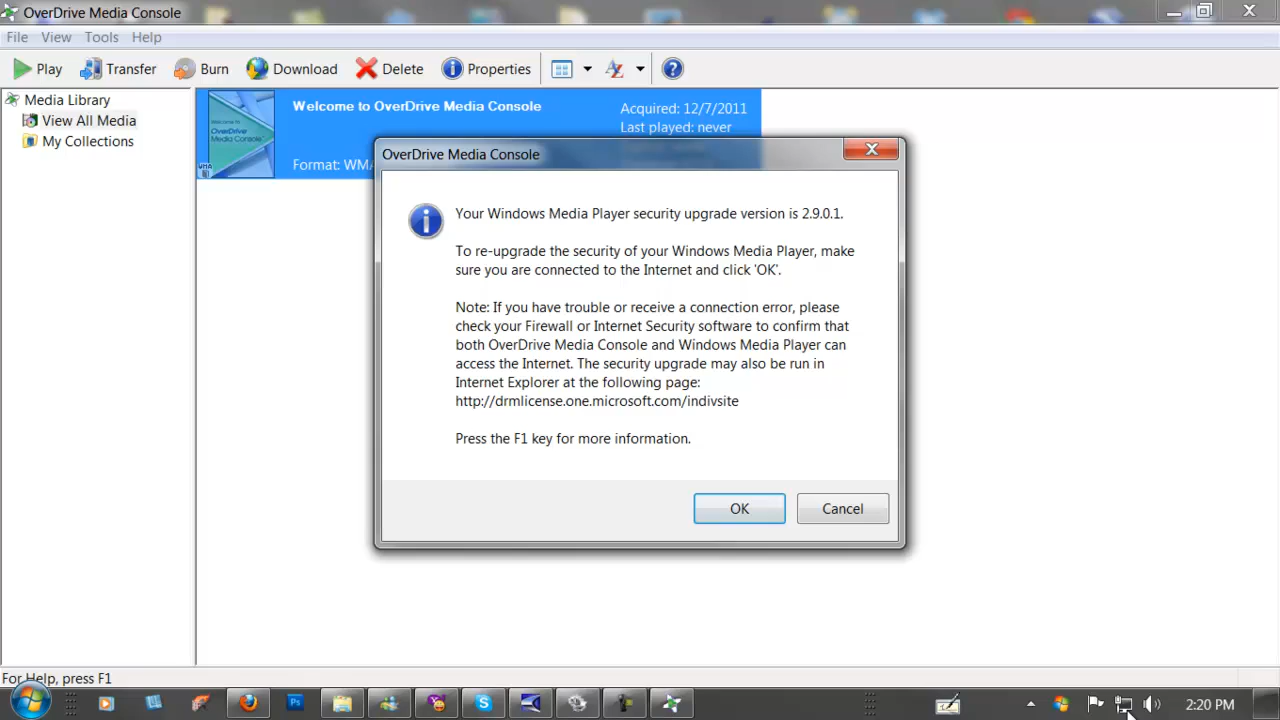 OverDrive Media Console
File View Tools Help
Play Transfer Burn Download Delete Properties
Media Library
View All Media
My Collections
Welcome to OverDrive Media Console
Acquired: 12/7/2011
Last played: never
Format: WMA
OverDrive Media Console
Your Windows Media Player security upgrade version is 2.9.0.1.
To re-upgrade the security of your Windows Media Player, make
sure you are connected to the Internet and click 'OK'.
Note: If you have trouble or receive a connection error, please
check your Firewall or Internet Security software to confirm that
both OverDrive Media Console and Windows Media Player can
access the Internet. The security upgrade may also be run in
Internet Explorer at the following page:
http://drmlicense.one.microsoft.com/indivsite
Press the F1 key for more information.
OK Cancel
For Help, press F1
2:20 PM